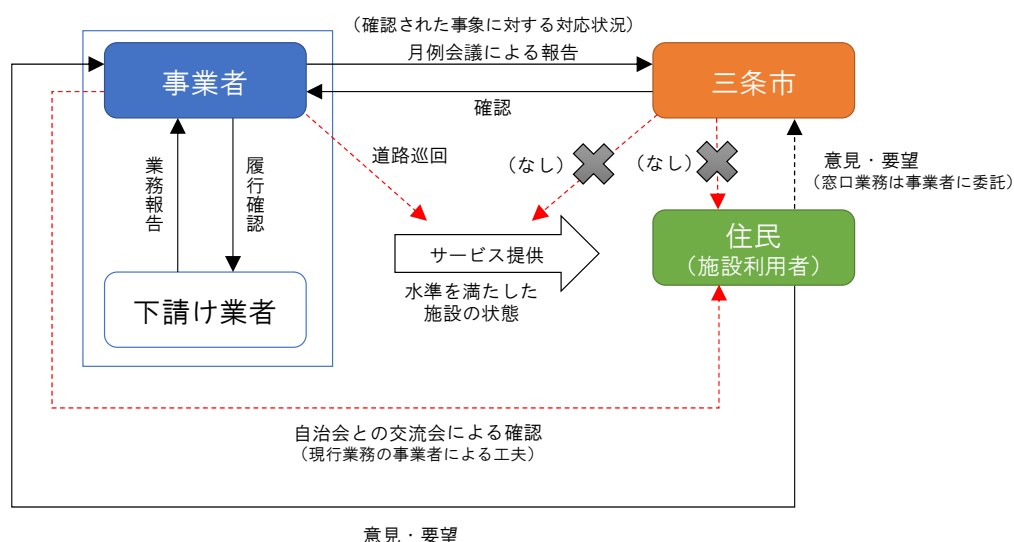 （確認された事象に対する対応状況）
月例会議による報告
事業者
三条市
確認
道路巡回
（なし）
（なし）
意見・要望
（窓口業務は事業者に委託）
業務報告
履行確認
住民
（施設利用者）
サービス提供
水準を満たした
施設の状態
下請け業者
自治会との交流会による確認
（現行業務の事業者による工夫）
意見・要望